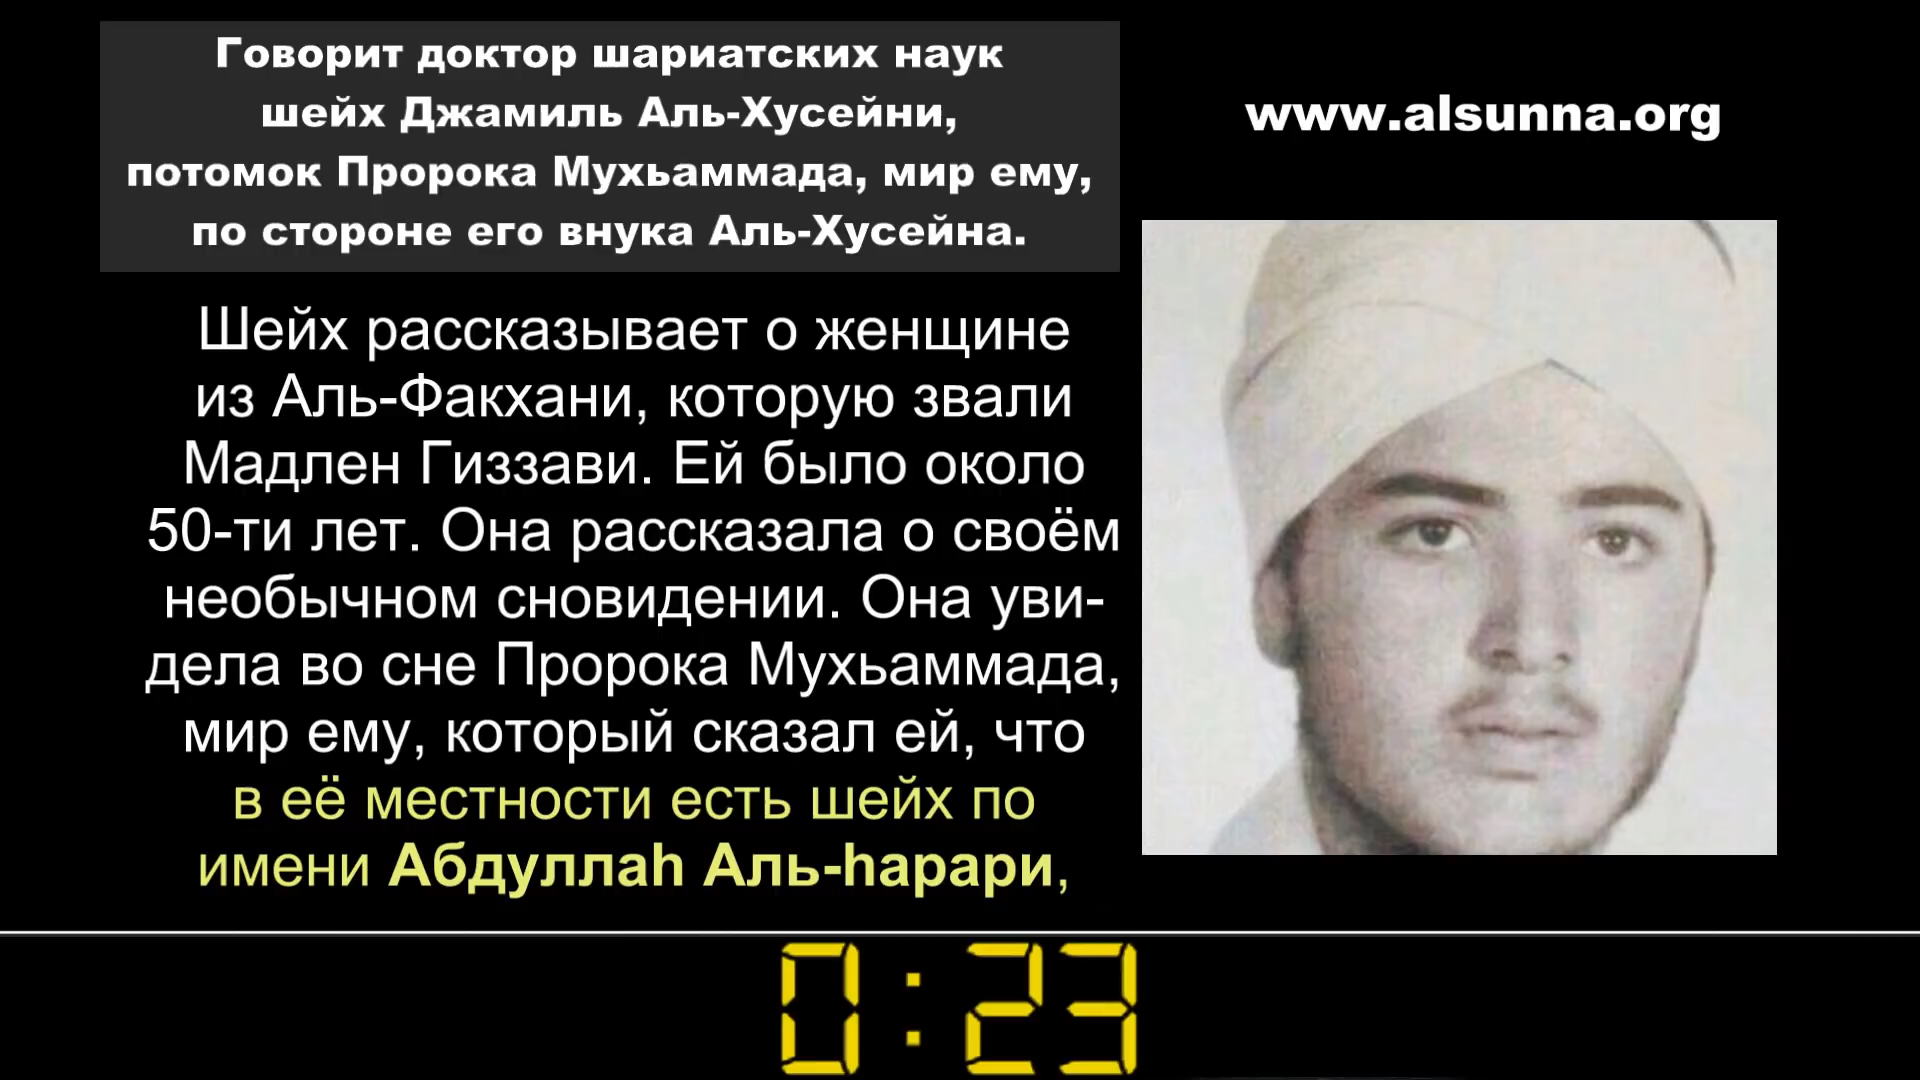 Говорит доктор шариатских наук
шейх Джамиль Аль-Хусейни,
потомок Пророка Мухьаммада, мир ему,
по стороне его внука Аль-Хусейна.
www.alsunna.org
Шейх рассказывает о женщине
из Аль-Факхани, которую звали
Мадлен Гиззави. Ей было около
50-ти лет. Она рассказала о своём
необычном сновидении. Она уви-
дела во сне Пророка Мухьаммада,
мир ему, который сказал ей, что
в её местности есть шейх по
имени Абдуллаh Аль-hарари,
0:23